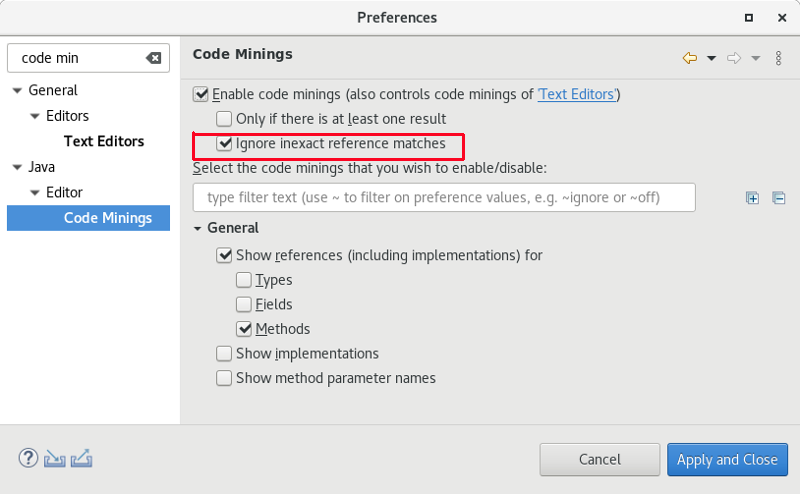 Preferences
code min
Code Minings
General
Editors
Text Editors
Java
Editor
Code Minings
Enable code minings (also controls code minings of 'Text Editors')
Only if there is at least one result
Ignore inexact reference matches
Select the code minings that you wish to enable/disable:
type filter text (use ~ to filter on preference values, e.g. ~ignore or ~off)
General
Show references (including implementations) for
Types
Fields
Methods
Show implementations
Show method parameter names
Cancel
Apply and Close